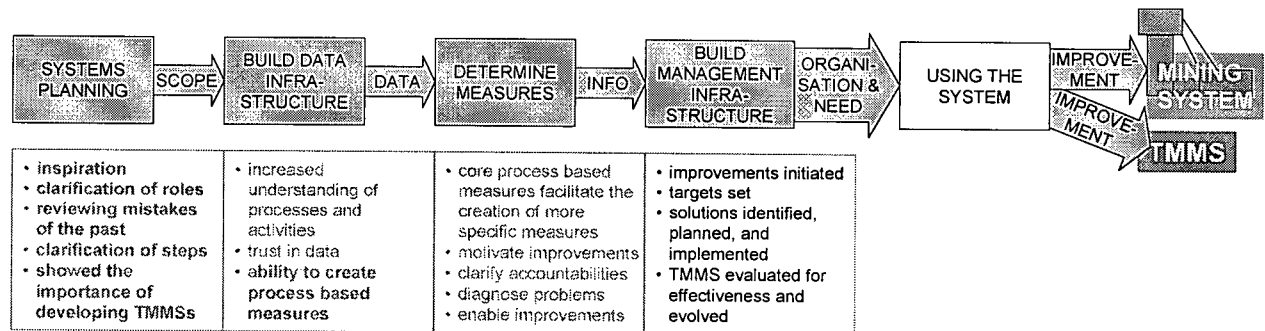 SYSTEMS
PLANNING
SCOPE
BUILD DATA
INFRA-
STRUCTURE
DATA
DETERMINE
MEASURES
INFO
BUILD
MANAGEMENT
INFRA-
STRUCTURE
ORGANI-
SATION &
NEED
USING THE
SYSTEM
IMPROVE-
MENT
MINING
SYSTEM
IMPROVE-
MENT
TMMS
• inspiration
• clarification of roles
• reviewing mistakes
of the past
• clarification of steps
• showed the
importance of
developing TMMSs
• increased
understanding of
processes and
activities
• trust in data
• ability to create
process based
measures
• core process based
measures facilitate the
creation of more
specific measures
• motivate improvements
• clarify accountabilities
• diagnose problems
• enable improvements
• improvements initiated
• targets set
• solutions identified,
planned, and
implemented
• TMMS evaluated for
effectiveness and
evolved